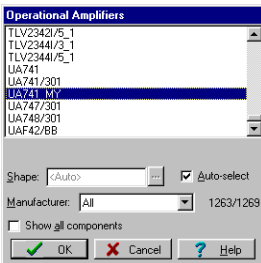 Operational Amplifiers
TLV2342I/5_1
TLV2344I/3_1
TLV2344I/5_1
UA741
UA741/301
UA741_MY
UA747/301
UA748/301
UAF42/BB
Shape: <Auto> ... Auto-select
Manufacturer: All 1263/1269
Show all components
OK Cancel ? Help